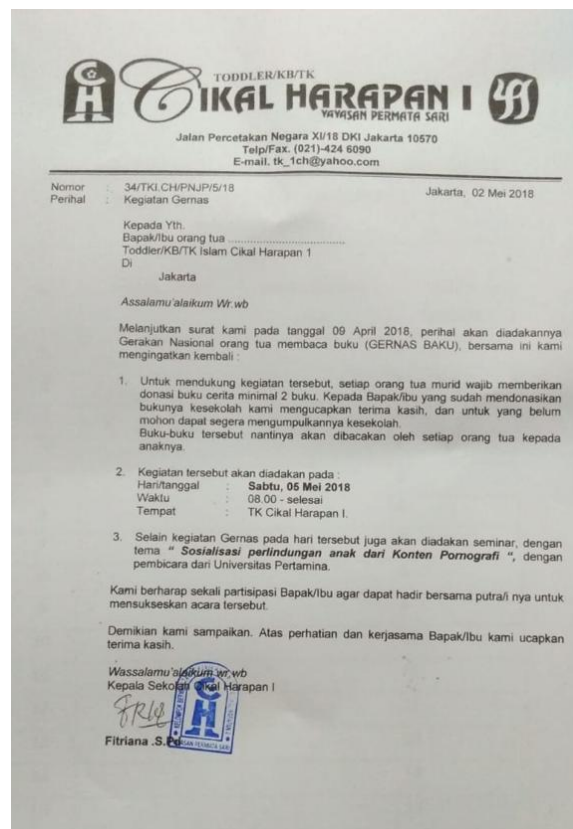 TODDLER/KB/TK
CIKAL HARAPAN I
YAYASAN PERMATA SARI
Jalan Percetakan Negara XI/18 DKI Jakarta 10570
Telp/Fax. (021)-424 6090
E-mail. tk_1ch@yahoo.com
Nomor : 34/TKI.CH/PNJP/5/18
Jakarta, 02 Mei 2018
Perihal : Kegiatan Gernas
Kepada Yth.
Bapak/Ibu orang tua ................................
Toddler/KB/TK Islam Cikal Harapan 1
Di
Jakarta
Assalamu'alaikum Wr.wb
Melanjutkan surat kami pada tanggal 09 April 2018, perihal akan diadakannya
Gerakan Nasional orang tua membaca buku (GERNAS BAKU), bersama ini kami
mengingatkan kembali :
1. Untuk mendukung kegiatan tersebut, setiap orang tua murid wajib memberikan
donasi buku cerita minimal 2 buku. Kepada Bapak/ibu yang sudah mendonasikan
bukunya kesekolah kami mengucapkan terima kasih, dan untuk yang belum
mohon dapat segera mengumpulkannya kesekolah.
Buku-buku tersebut nantinya akan dibacakan oleh setiap orang tua kepada
anaknya.
2. Kegiatan tersebut akan diadakan pada :
Hari/tanggal : Sabtu, 05 Mei 2018
Waktu : 08.00 - selesai
Tempat : TK Cikal Harapan I.
3. Selain kegiatan Gernas pada hari tersebut juga akan diadakan seminar, dengan
tema " Sosialisasi perlindungan anak dari Konten Pornografi ", dengan
pembicara dari Universitas Pertamina.
Kami berharap sekali partisipasi Bapak/Ibu agar dapat hadir bersama putra/i nya untuk
mensukseskan acara tersebut.
Demikian kami sampaikan. Atas perhatian dan kerjasama Bapak/Ibu kami ucapkan
terima kasih.
Wassalamu'alaikum wr,wb
Kepala Sekolah Cikal Harapan I
CH
Fitriana .S.Pd